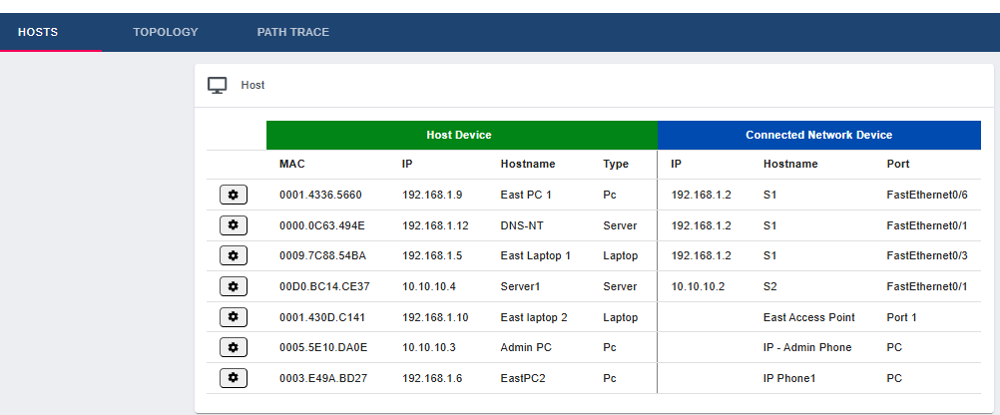 HOSTS TOPOLOGY PATH TRACE
Host
Host Device Connected Network Device
MAC IP Hostname Type IP Hostname Port
0001.4336.5660 192.168.1.9 East PC 1 Pc 192.168.1.2 S1 FastEthernet0/6
0000.0C63.494E 192.168.1.12 DNS-NT Server 192.168.1.2 S1 FastEthernet0/1
0009.7C88.54BA 192.168.1.5 East Laptop 1 Laptop 192.168.1.2 S1 FastEthernet0/3
00D0.BC14.CE37 10.10.10.4 Server1 Server 10.10.10.2 S2 FastEthernet0/1
0001.430D.C141 192.168.1.10 East laptop 2 Laptop East Access Point Port 1
0005.5E10.DA0E 10.10.10.3 Admin PC Pc IP - Admin Phone PC
0003.E49A.BD27 192.168.1.6 EastPC2 Pc IP Phone1 PC